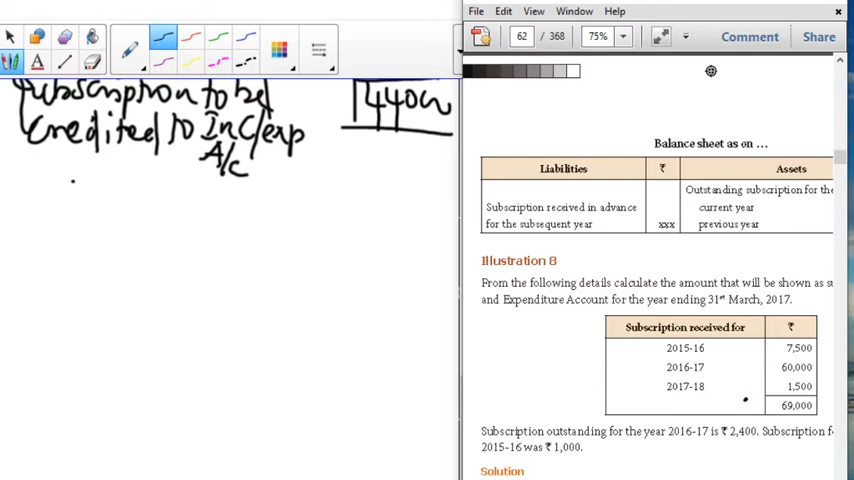 Subscription to be
Credited to Inc/exp
A/c
File Edit View Window Help
62 / 368 75% Comment Share
Balance sheet as on …
Liabilities ₹ Assets
Outstanding subscription for the
Subscription received in advance current year
for the subsequent year xxx previous year
Illustration 8
From the following details calculate the amount that will be shown as su
and Expenditure Account for the year ending 31st March, 2017.
Subscription received for ₹
2015-16 7,500
2016-17 60,000
2017-18 1,500
69,000
Subscription outstanding for the year 2016-17 is ₹ 2,400. Subscription fo
2015-16 was ₹ 1,000.
Solution